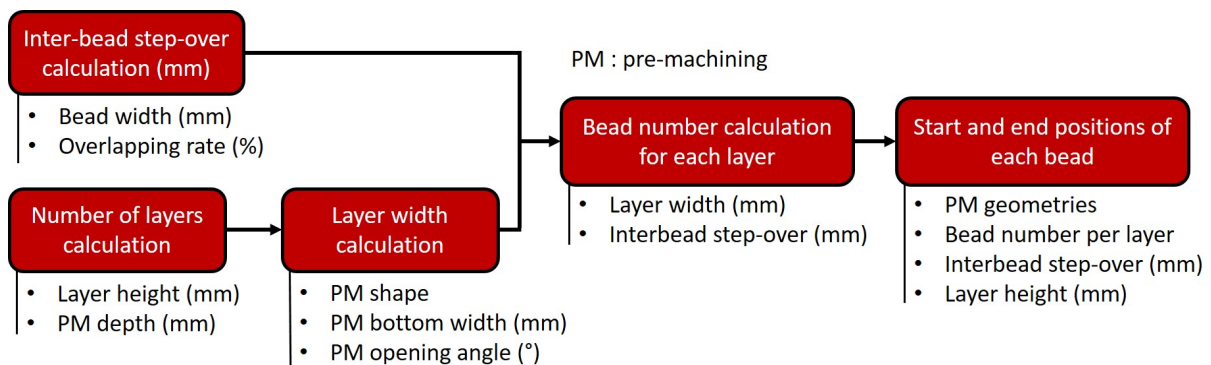 Inter-bead step-over
calculation (mm)
• Bead width (mm)
• Overlapping rate (%)
PM : pre-machining
Number of layers
calculation
• Layer height (mm)
• PM depth (mm)
Layer width
calculation
• PM shape
• PM bottom width (mm)
• PM opening angle (°)
Bead number calculation
for each layer
• Layer width (mm)
• Interbead step-over (mm)
Start and end positions of
each bead
• PM geometries
• Bead number per layer
• Interbead step-over (mm)
• Layer height (mm)